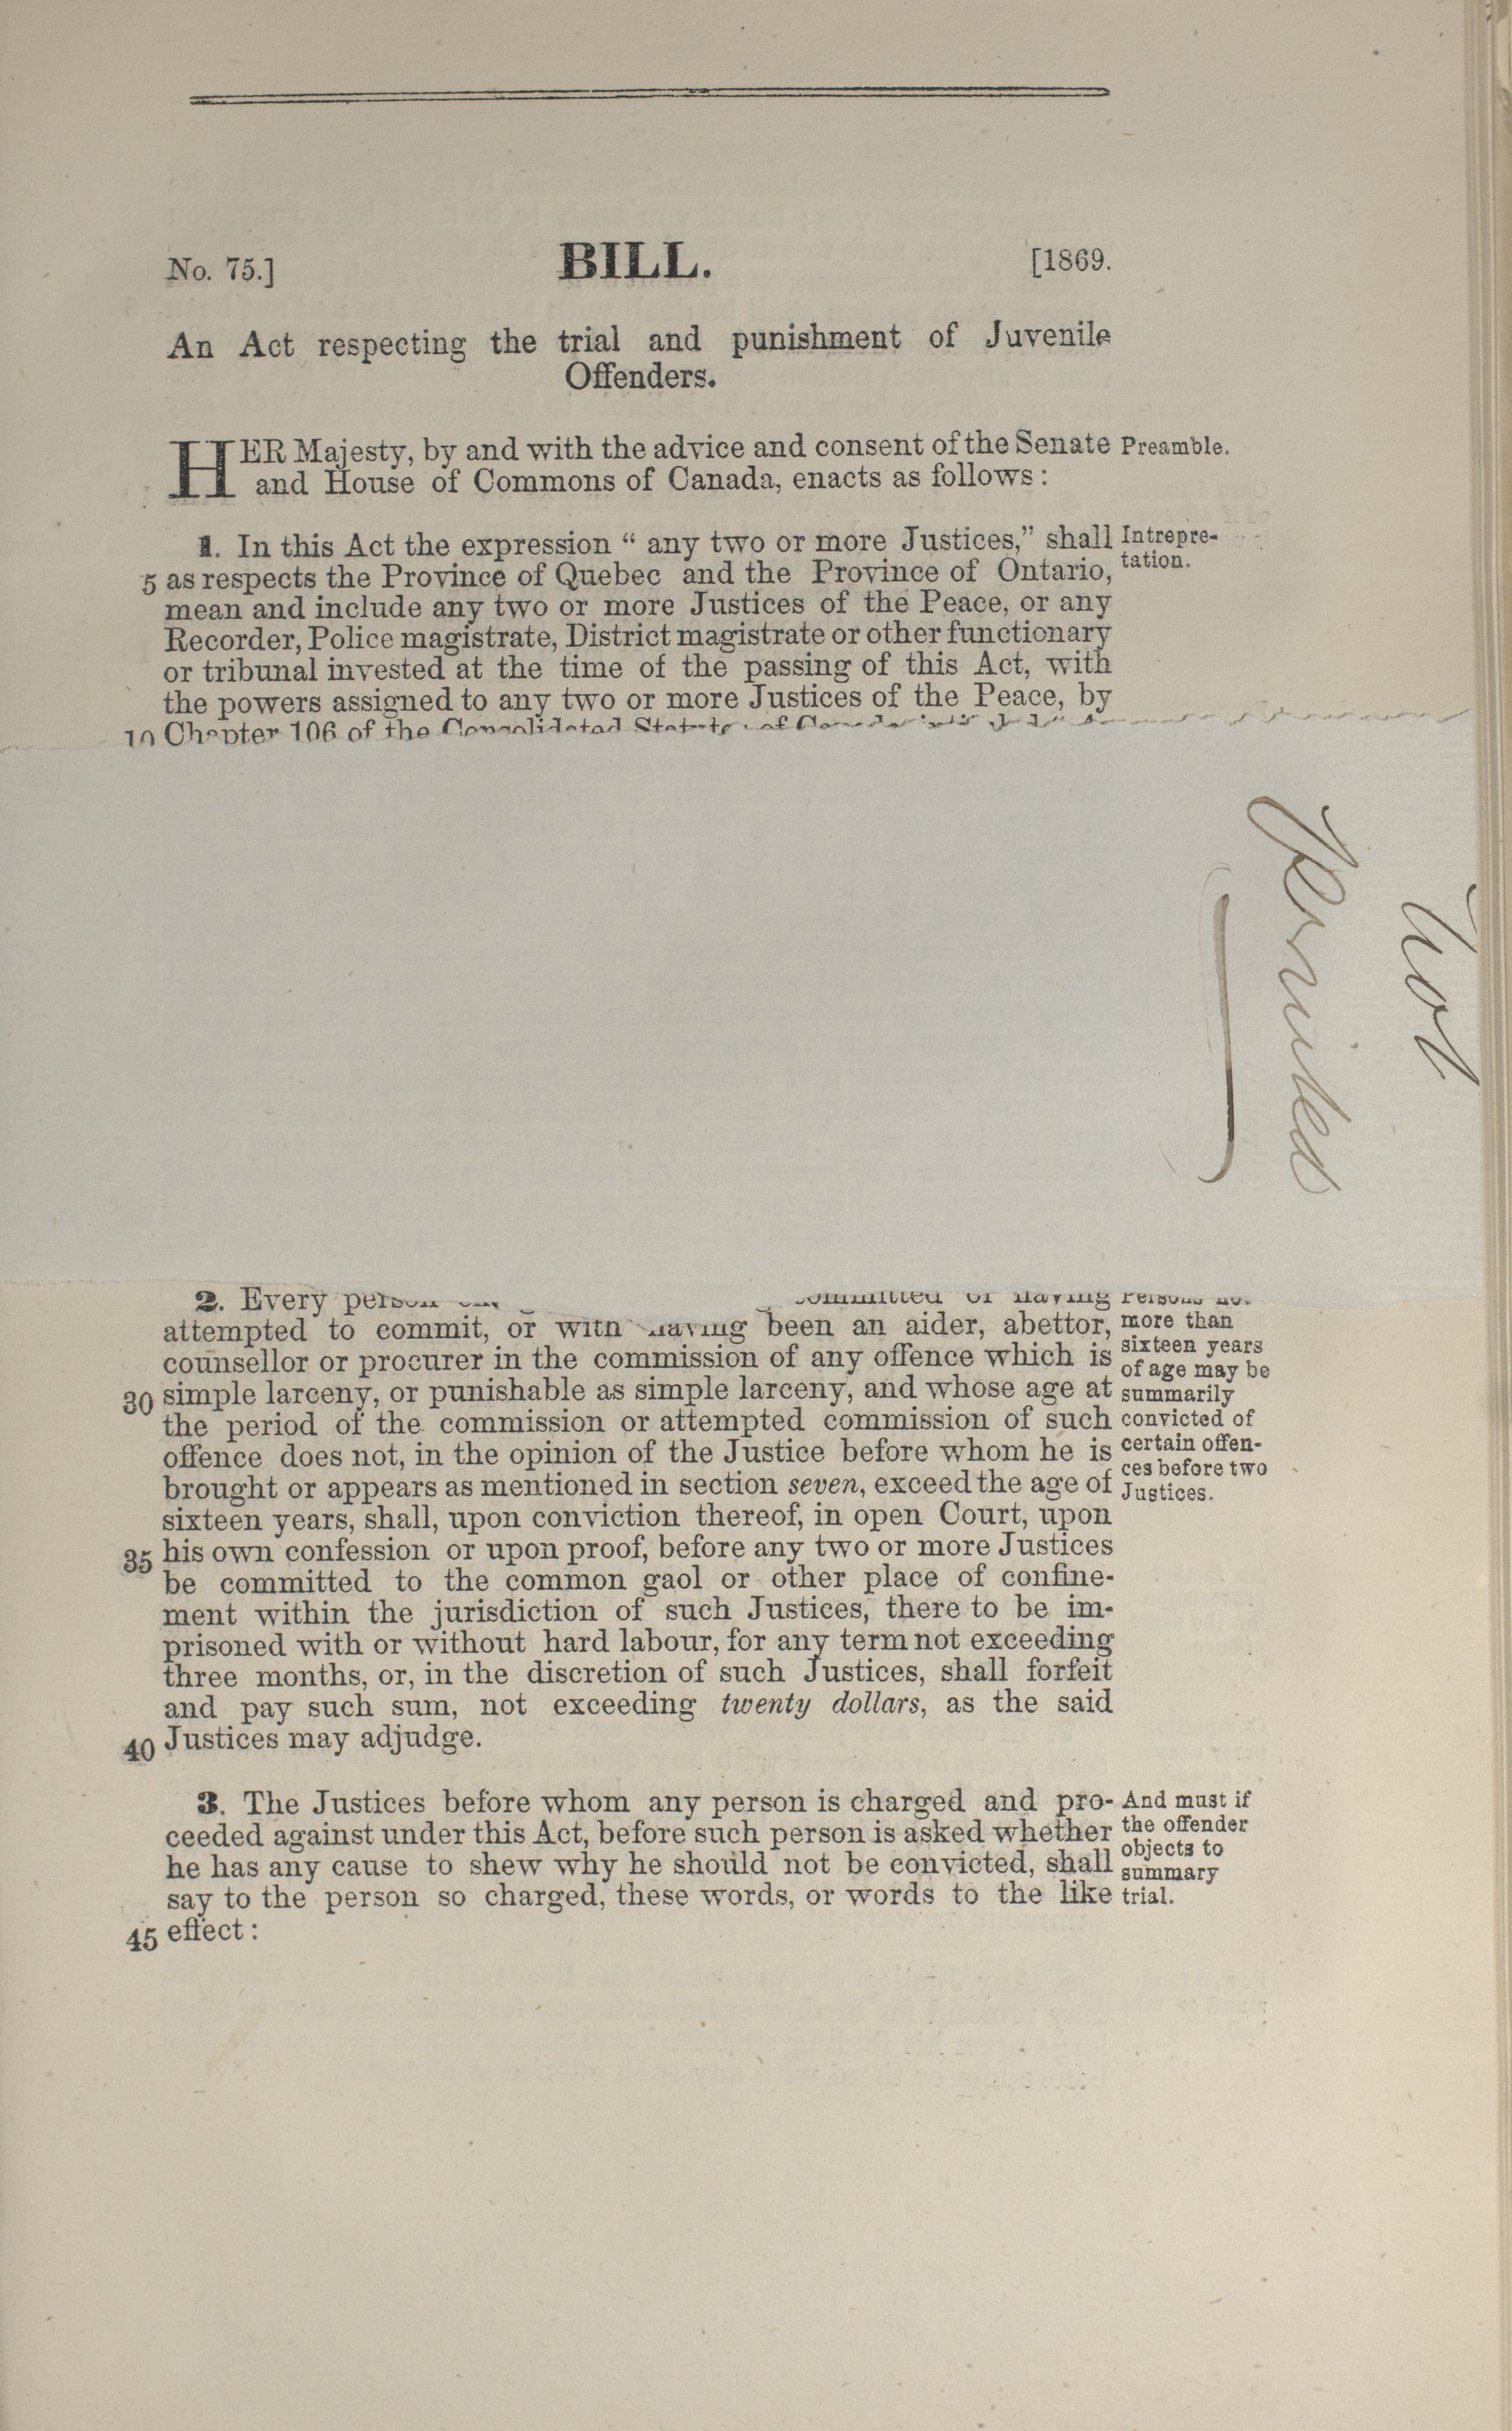 No. 75.] BILL. [1869.
An Act respecting the trial and punishment of Juvenile
Offenders.
HER Majesty, by and with the advice and consent of the Senate
and House of Commons of Canada, enacts as follows:
Preamble.
1. In this Act the expression “ any two or more Justices,” shall
5 as respects the Province of Quebec and the Province of Ontario,
mean and include any two or more Justices of the Peace, or any
Recorder, Police magistrate, District magistrate or other functionary
or tribunal invested at the time of the passing of this Act, with
the powers assigned to any two or more Justices of the Peace, by
10 Chapter 106 of the Consolidated Statutes of Canada
Intrepre-
tation.
Not
2. Every person committed or having
attempted to commit, or with having been an aider, abettor,
counsellor or procurer in the commission of any offence which is
30 simple larceny, or punishable as simple larceny, and whose age at
the period of the commission or attempted commission of such
offence does not, in the opinion of the Justice before whom he is
brought or appears as mentioned in section seven, exceed the age of
sixteen years, shall, upon conviction thereof, in open Court, upon
35 his own confession or upon proof, before any two or more Justices
be committed to the common gaol or other place of confine-
ment within the jurisdiction of such Justices, there to be im-
prisoned with or without hard labour, for any term not exceeding
three months, or, in the discretion of such Justices, shall forfeit
and pay such sum, not exceeding twenty dollars, as the said
40 Justices may adjudge.
Persons not
more than
sixteen years
of age may be
summarily
convicted of
certain offen-
ces before two
Justices.
3. The Justices before whom any person is charged and pro-
ceeded against under this Act, before such person is asked whether
he has any cause to shew why he should not be convicted, shall
say to the person so charged, these words, or words to the like
45 effect:
And must if
the offender
objects to
summary
trial.